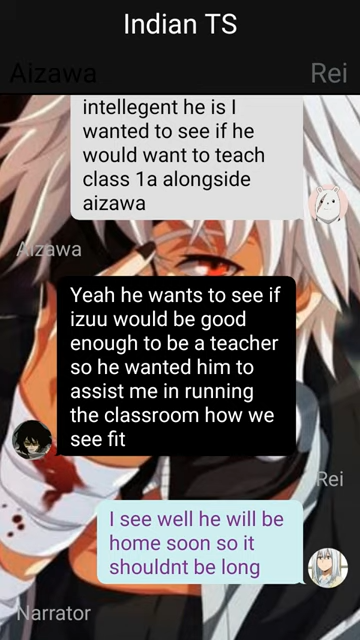 Indian TS
Aizawa
Rei
intellegent he is I
wanted to see if he
would want to teach
class 1a alongside
aizawa
Aizawa
Yeah he wants to see if
izuu would be good
enough to be a teacher
so he wanted him to
assist me in running
the classroom how we
see fit
Rei
I see well he will be
home soon so it
shouldnt be long
Narrator